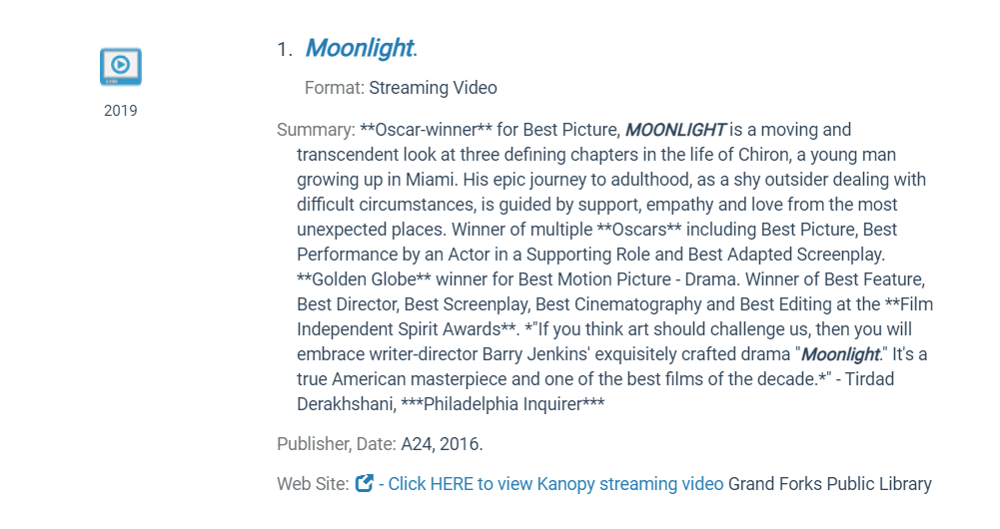 1. Moonlight.
2019
Format: Streaming Video
Summary: **Oscar-winner** for Best Picture, MOONLIGHT is a moving and
transcendent look at three defining chapters in the life of Chiron, a young man
growing up in Miami. His epic journey to adulthood, as a shy outsider dealing with
difficult circumstances, is guided by support, empathy and love from the most
unexpected places. Winner of multiple **Oscars** including Best Picture, Best
Performance by an Actor in a Supporting Role and Best Adapted Screenplay.
**Golden Globe** winner for Best Motion Picture - Drama. Winner of Best Feature,
Best Director, Best Screenplay, Best Cinematography and Best Editing at the **Film
Independent Spirit Awards**. *"If you think art should challenge us, then you will
embrace writer-director Barry Jenkins' exquisitely crafted drama "Moonlight." It's a
true American masterpiece and one of the best films of the decade.*" - Tirdad
Derakhshani, ***Philadelphia Inquirer***
Publisher, Date: A24, 2016.
Web Site: - Click HERE to view Kanopy streaming video Grand Forks Public Library